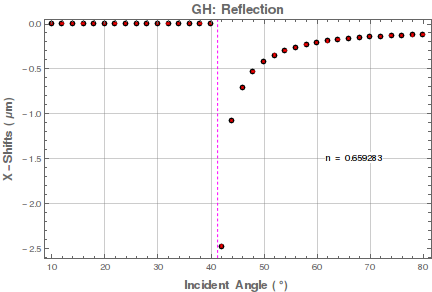 GH: Reflection
0.0
-0.5
-1.0
-1.5
-2.0
-2.5
X-Shifts (μm)
n = 0.659283
10 20 30 40 50 60 70 80
Incident Angle (°)